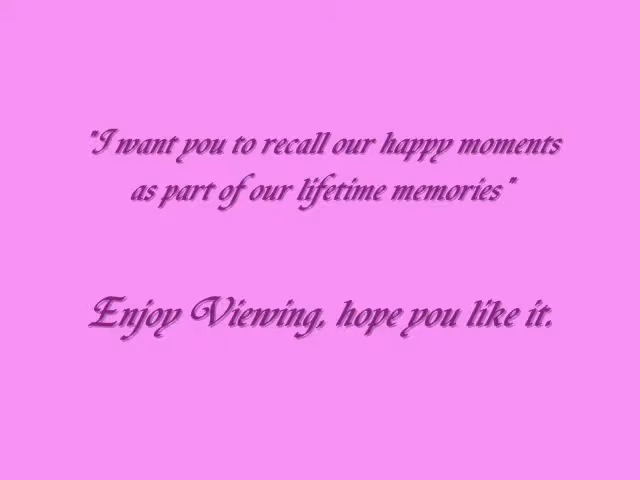 "I want you to recall our happy moments
as part of our lifetime memories"
Enjoy Viewing, hope you like it.